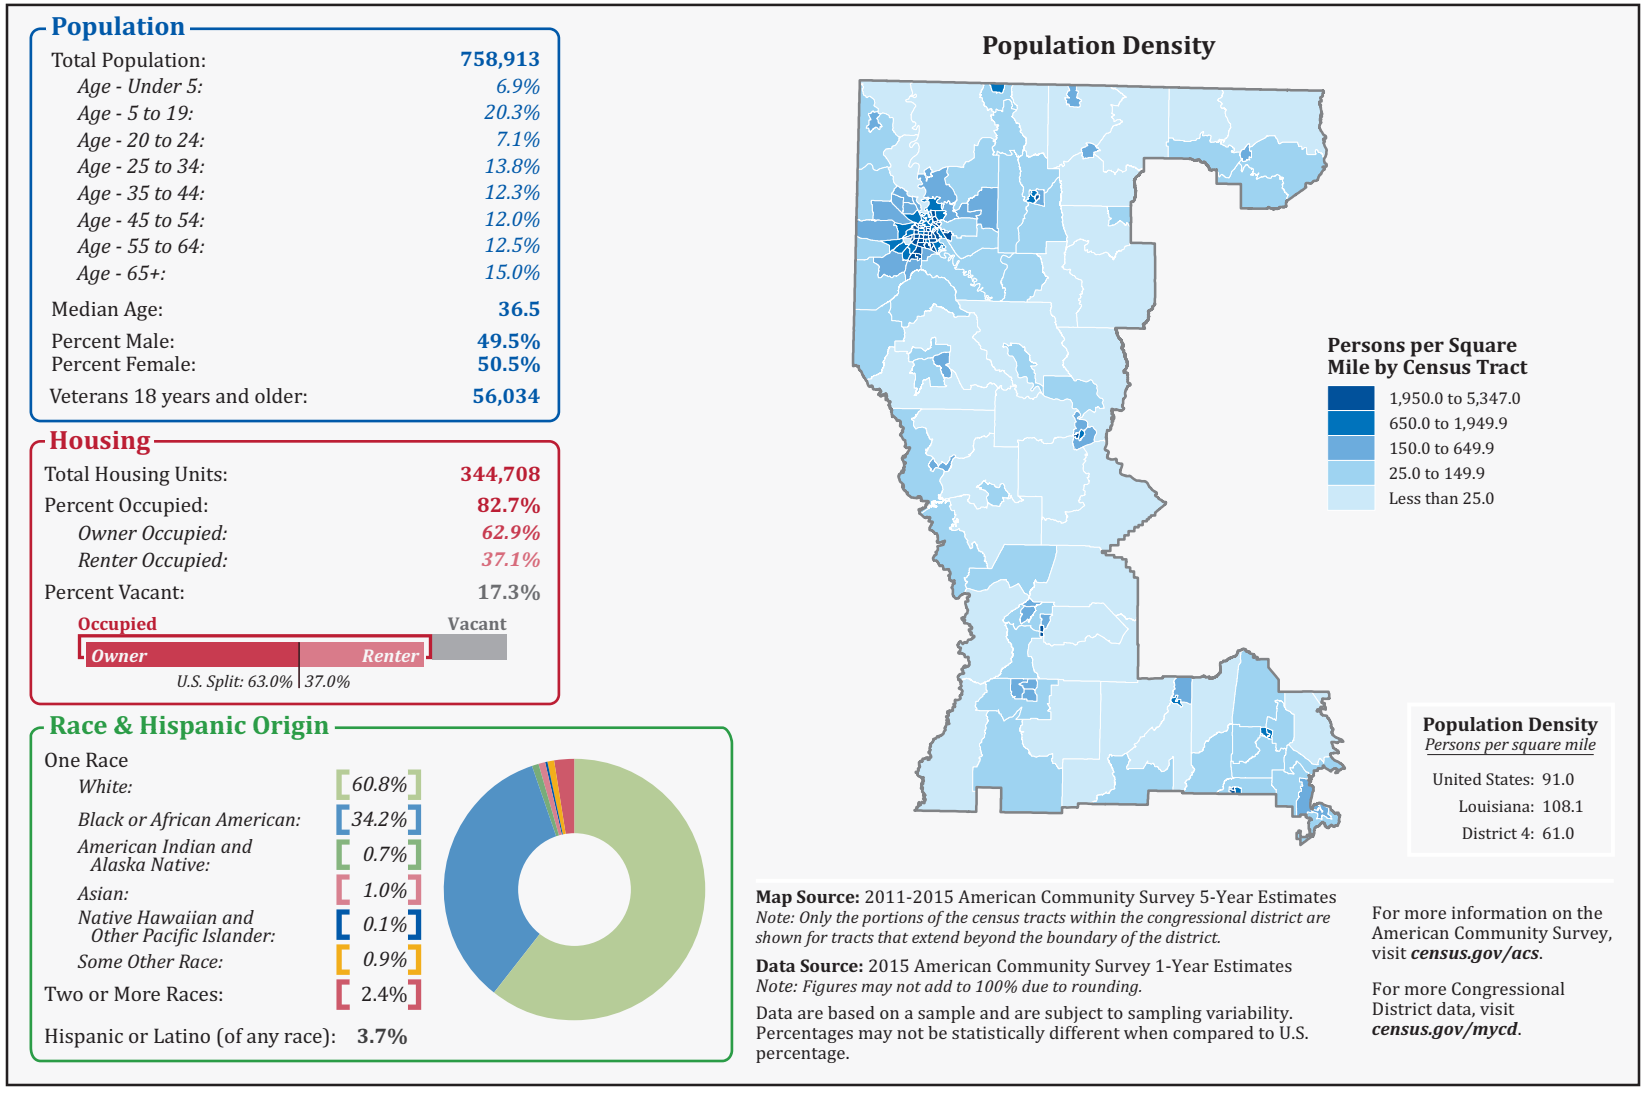 Population
Total Population: 758,913
Age - Under 5: 6.9%
Age - 5 to 19: 20.3%
Age - 20 to 24: 7.1%
Age - 25 to 34: 13.8%
Age - 35 to 44: 12.3%
Age - 45 to 54: 12.0%
Age - 55 to 64: 12.5%
Age - 65+: 15.0%
Median Age: 36.5
Percent Male: 49.5%
Percent Female: 50.5%
Veterans 18 years and older: 56,034
Housing
Total Housing Units: 344,708
Percent Occupied: 82.7%
Owner Occupied: 62.9%
Renter Occupied: 37.1%
Percent Vacant: 17.3%
Occupied Vacant
Owner Renter
U.S. Split: 63.0% 37.0%
Race & Hispanic Origin
One Race
White: 60.8%
Black or African American: 34.2%
American Indian and
Alaska Native: 0.7%
Asian: 1.0%
Native Hawaiian and
Other Pacific Islander: 0.1%
Some Other Race: 0.9%
Two or More Races: 2.4%
Hispanic or Latino (of any race): 3.7%
Population Density
Persons per Square
Mile by Census Tract
1,950.0 to 5,347.0
650.0 to 1,949.9
150.0 to 649.9
25.0 to 149.9
Less than 25.0
Population Density
Persons per square mile
United States: 91.0
Louisiana: 108.1
District 4: 61.0
Map Source: 2011-2015 American Community Survey 5-Year Estimates
Note: Only the portions of the census tracts within the congressional district are
shown for tracts that extend beyond the boundary of the district.
Data Source: 2015 American Community Survey 1-Year Estimates
Note: Figures may not add to 100% due to rounding.
Data are based on a sample and are subject to sampling variability.
Percentages may not be statistically different when compared to U.S.
percentage.
For more information on the
American Community Survey,
visit census.gov/acs.
For more Congressional
District data, visit
census.gov/mycd.